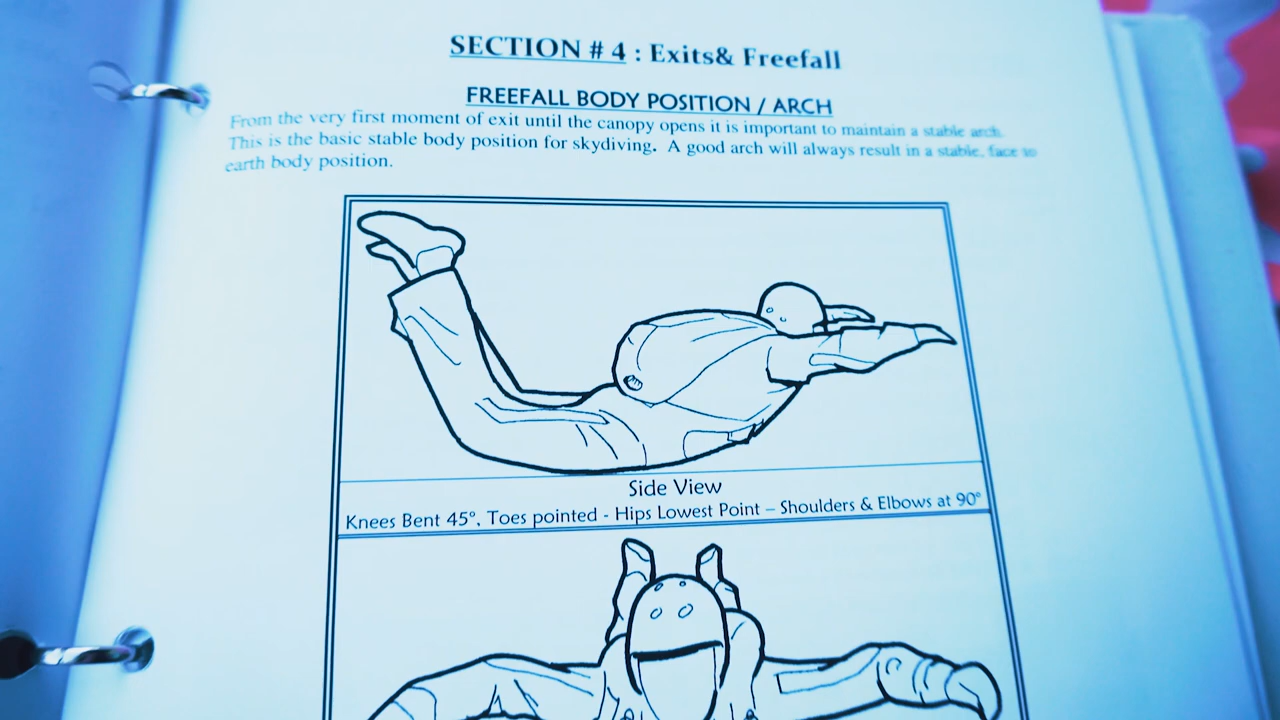 SECTION # 4 : Exits& Freefall
FREEFALL BODY POSITION / ARCH
From the very first moment of exit until the canopy opens it is important to maintain a stable arch.
This is the basic stable body position for skydiving. A good arch will always result in a stable, face to
earth body position.
Side View
Knees Bent 45°, Toes pointed - Hips Lowest Point – Shoulders & Elbows at 90°